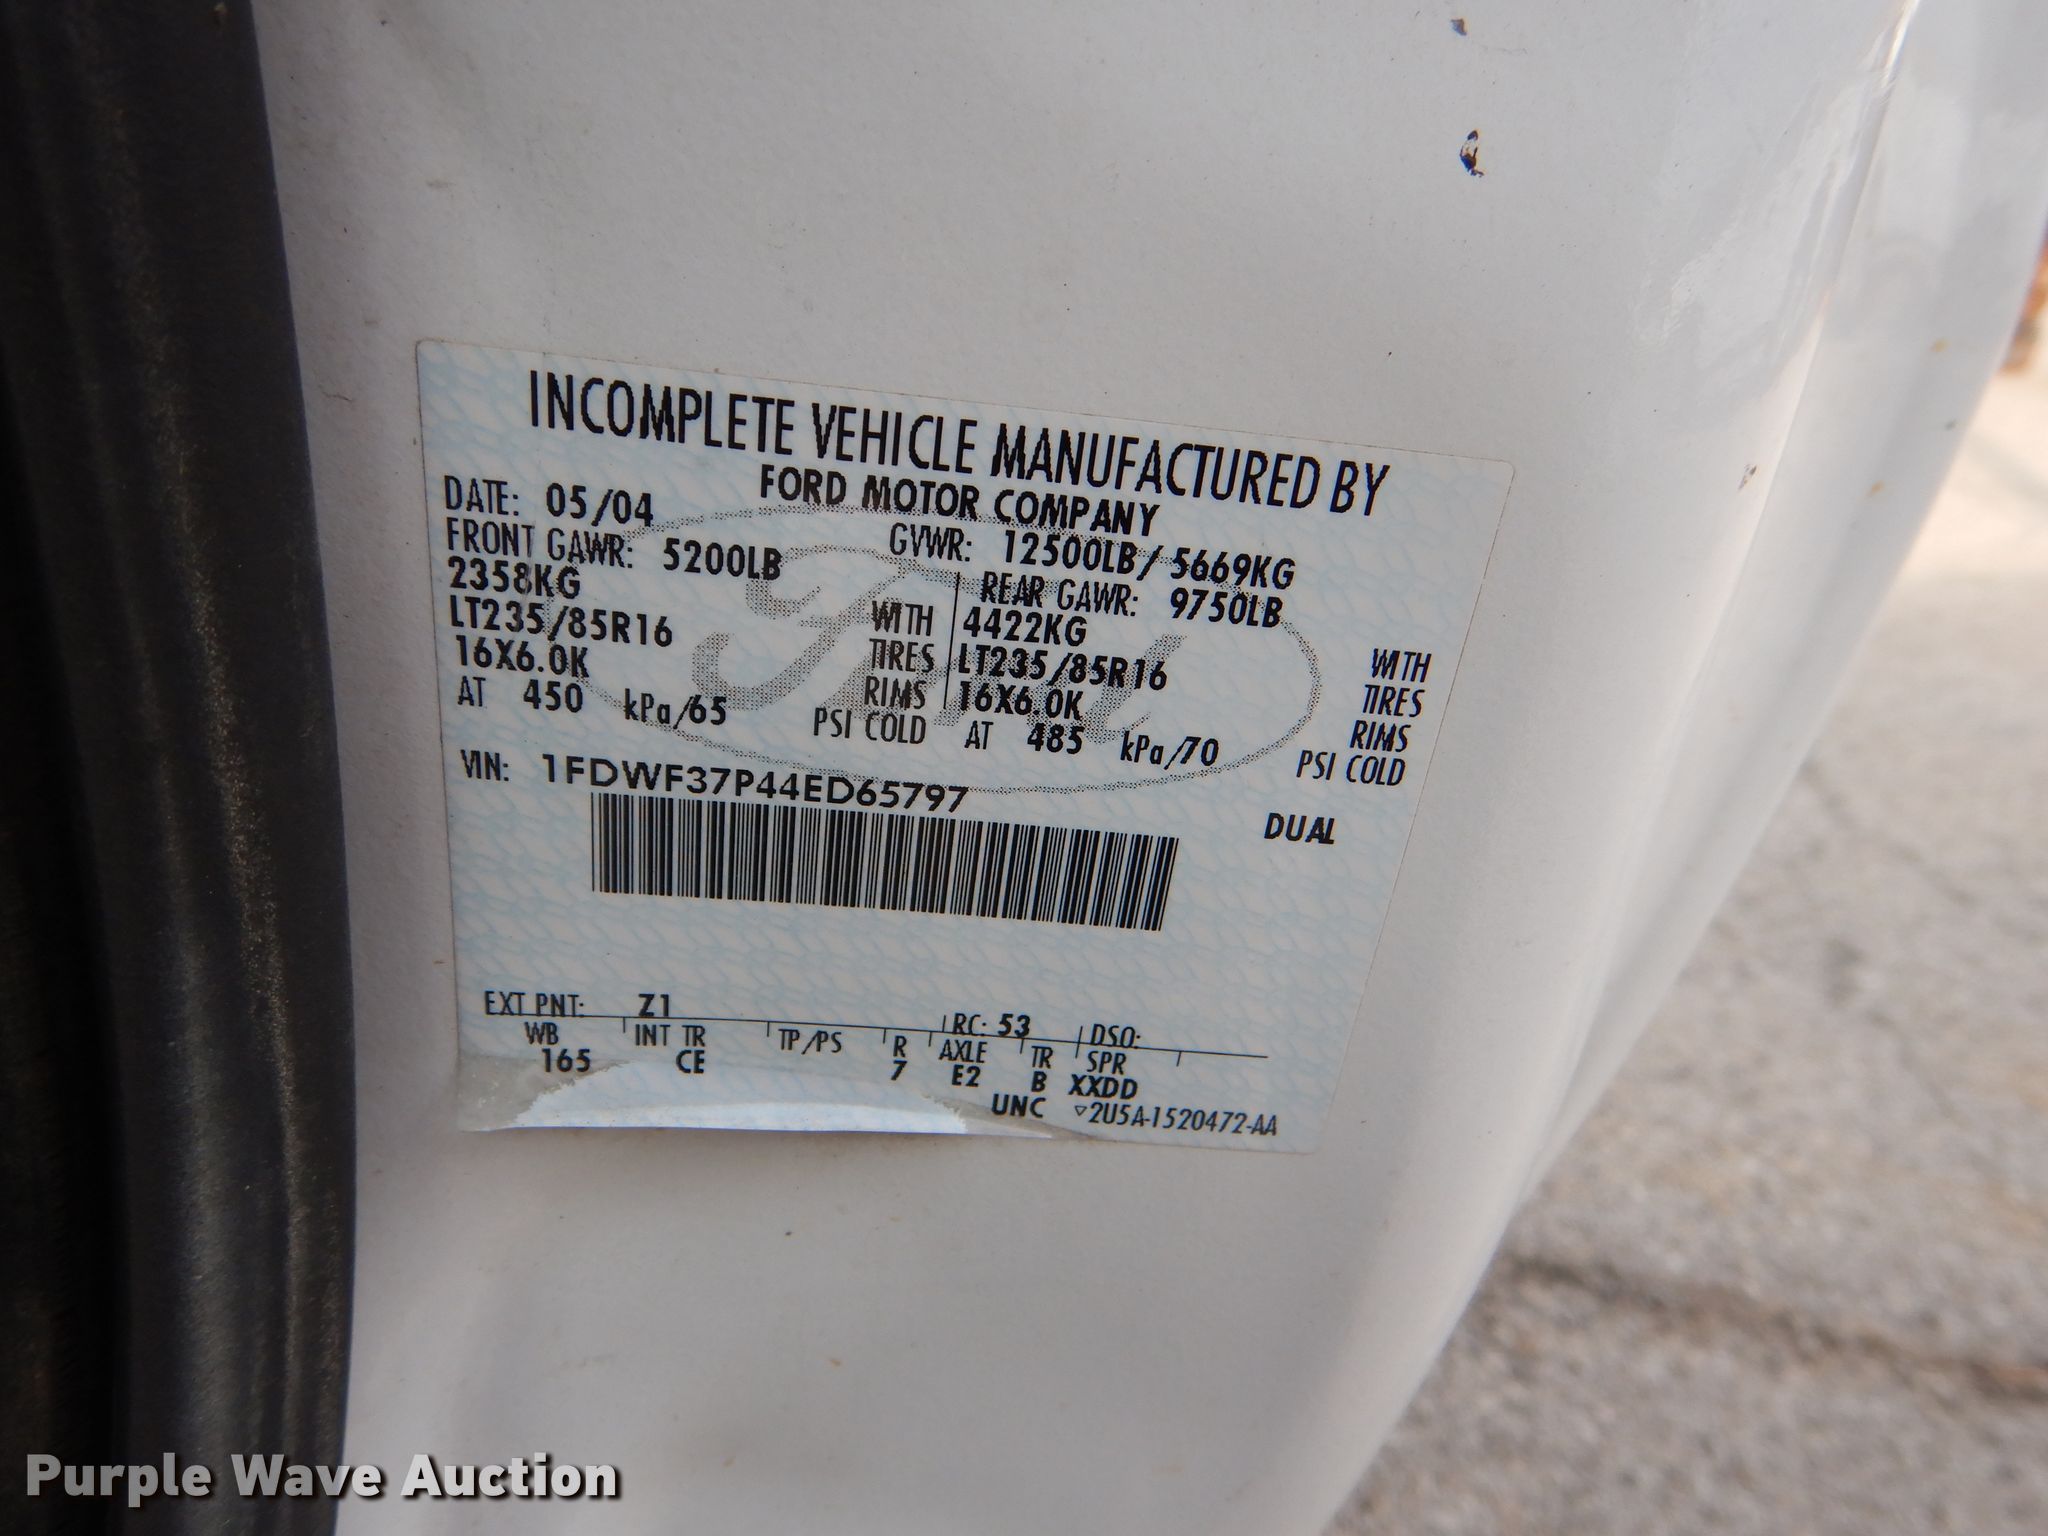 INCOMPLETE VEHICLE MANUFACTURED BY
FORD MOTOR COMPANY
DATE: 05/04
GVWR: 12500LB/5669KG
FRONT GAWR: 5200LB
2358KG WITH
LT235/85R16 TIRES
16X6.0K RIMS
AT 450 kPa/65 PSI COLD
REAR GAWR: 9750LB
4422KG WITH
LT235/85R16 TIRES
16X6.0K RIMS
AT 485 kPa/70 PSI COLD
VIN: 1FDWF37P44ED65797
DUAL
Ford
EXT PNT: Z1 RC: 53 DSO:
WB INT TR TP/PS R AXLE TR SPR
165 CE 7 E2 B XXDD
UNC ▽2U5A-1520472-AA
Purple Wave Auction